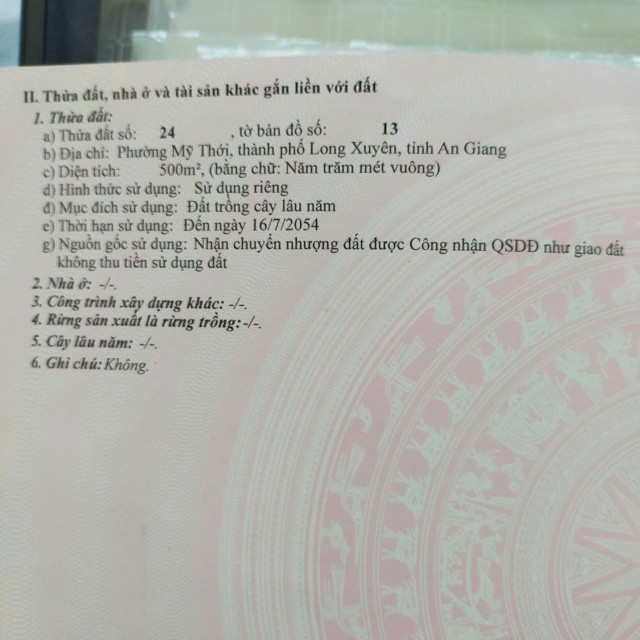 II. Thửa đất, nhà ở và tài sản khác gắn liền với đất
1. Thửa đất:
a) Thửa đất số: 24 , tờ bản đồ số: 13
b) Địa chỉ: Phường Mỹ Thới, thành phố Long Xuyên, tỉnh An Giang
c) Diện tích: 500m², (bằng chữ: Năm trăm mét vuông)
d) Hình thức sử dụng: Sử dụng riêng
đ) Mục đích sử dụng: Đất trồng cây lâu năm
e) Thời hạn sử dụng: Đến ngày 16/7/2054
g) Nguồn gốc sử dụng: Nhận chuyển nhượng đất được Công nhận QSDĐ như giao đất
không thu tiền sử dụng đất
2. Nhà ở: -/-.
3. Công trình xây dựng khác: -/-.
4. Rừng sản xuất là rừng trồng: -/-.
5. Cây lâu năm: -/-.
6. Ghi chú: Không.